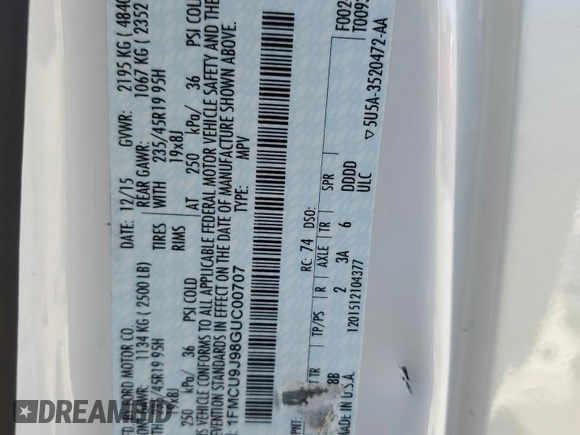 FORD MOTOR CO. DATE: 12/15 GVWR: 2195 KG ( 4840
1134 KG ( 2500 LB) REAR GAWR: 1067 KG ( 2352
235/45R19 95H TIRES WITH 235/45R19 95H
RIMS 19x8J
250 kPa/ 36 PSI COLD AT 250 kPa/ 36 PSI COLD
VEHICLE CONFORMS TO ALL APPLICABLE FEDERAL MOTOR VEHICLE SAFETY AND
PREVENTION STANDARDS IN EFFECT ON THE DATE OF MANUFACTURE SHOWN ABOVE.
1FMCU9J98GUC00707 TYPE: MPV
F002
T009
PNT: RC: 74 DSO:
TR TP/PS R AXLE TR SPR
8B 2 3A 6 DDDD
MADE IN U.S.A. 1201512104377 ULC
▽ 5U5A-3520472-AA
DREAMBID